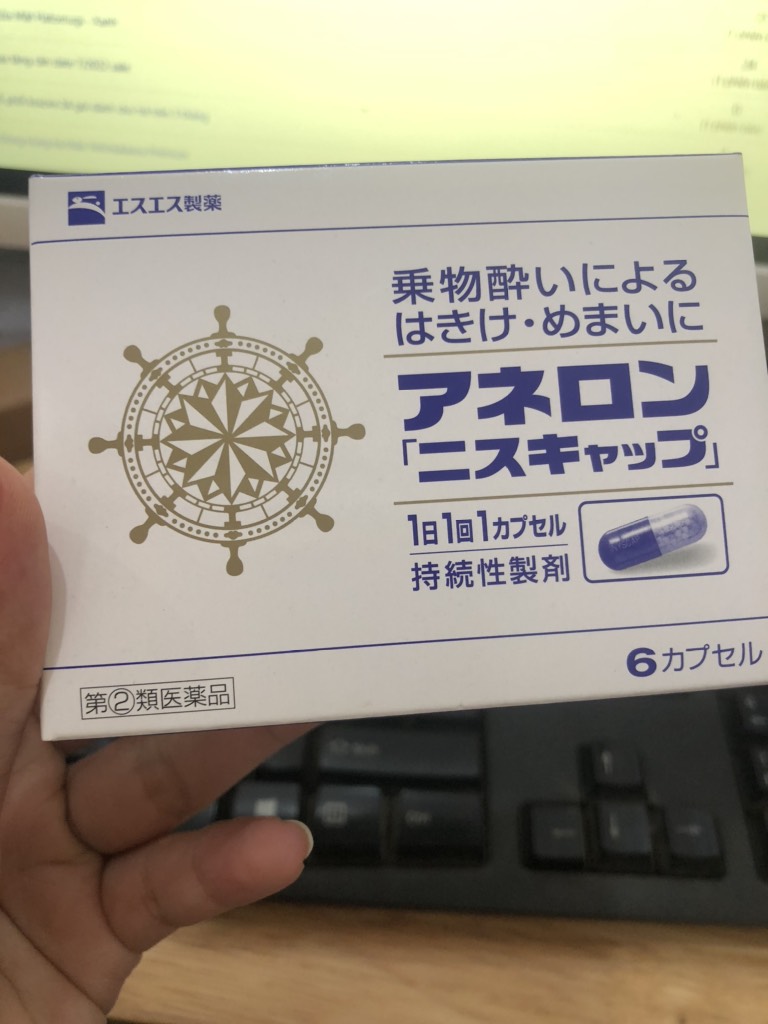 エスエス製薬
乗物酔いによる
はきけ・めまいに
アネロン
「ニスキャップ」
1日1回1カプセル
持続性製剤
6カプセル
第②類医薬品